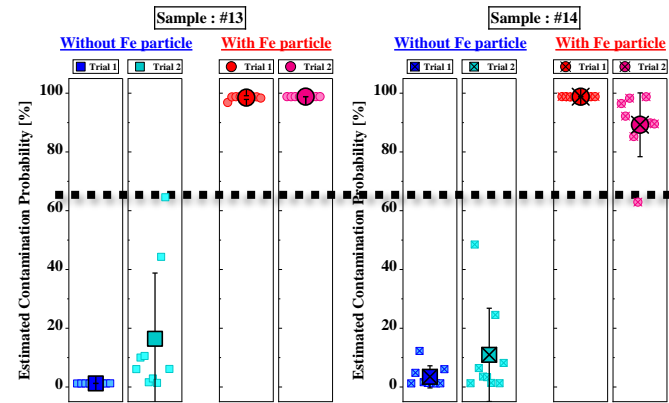 Sample : #13
Sample : #14
Without Fe particle
With Fe particle
Without Fe particle
With Fe particle
Trial 1
Trial 2
Trial 1
Trial 2
Trial 1
Trial 2
Trial 1
Trial 2
Estimated Contamination Probability [%]
100
80
60
40
20
0
Estimated Contamination Probability [%]
100
80
60
40
20
0